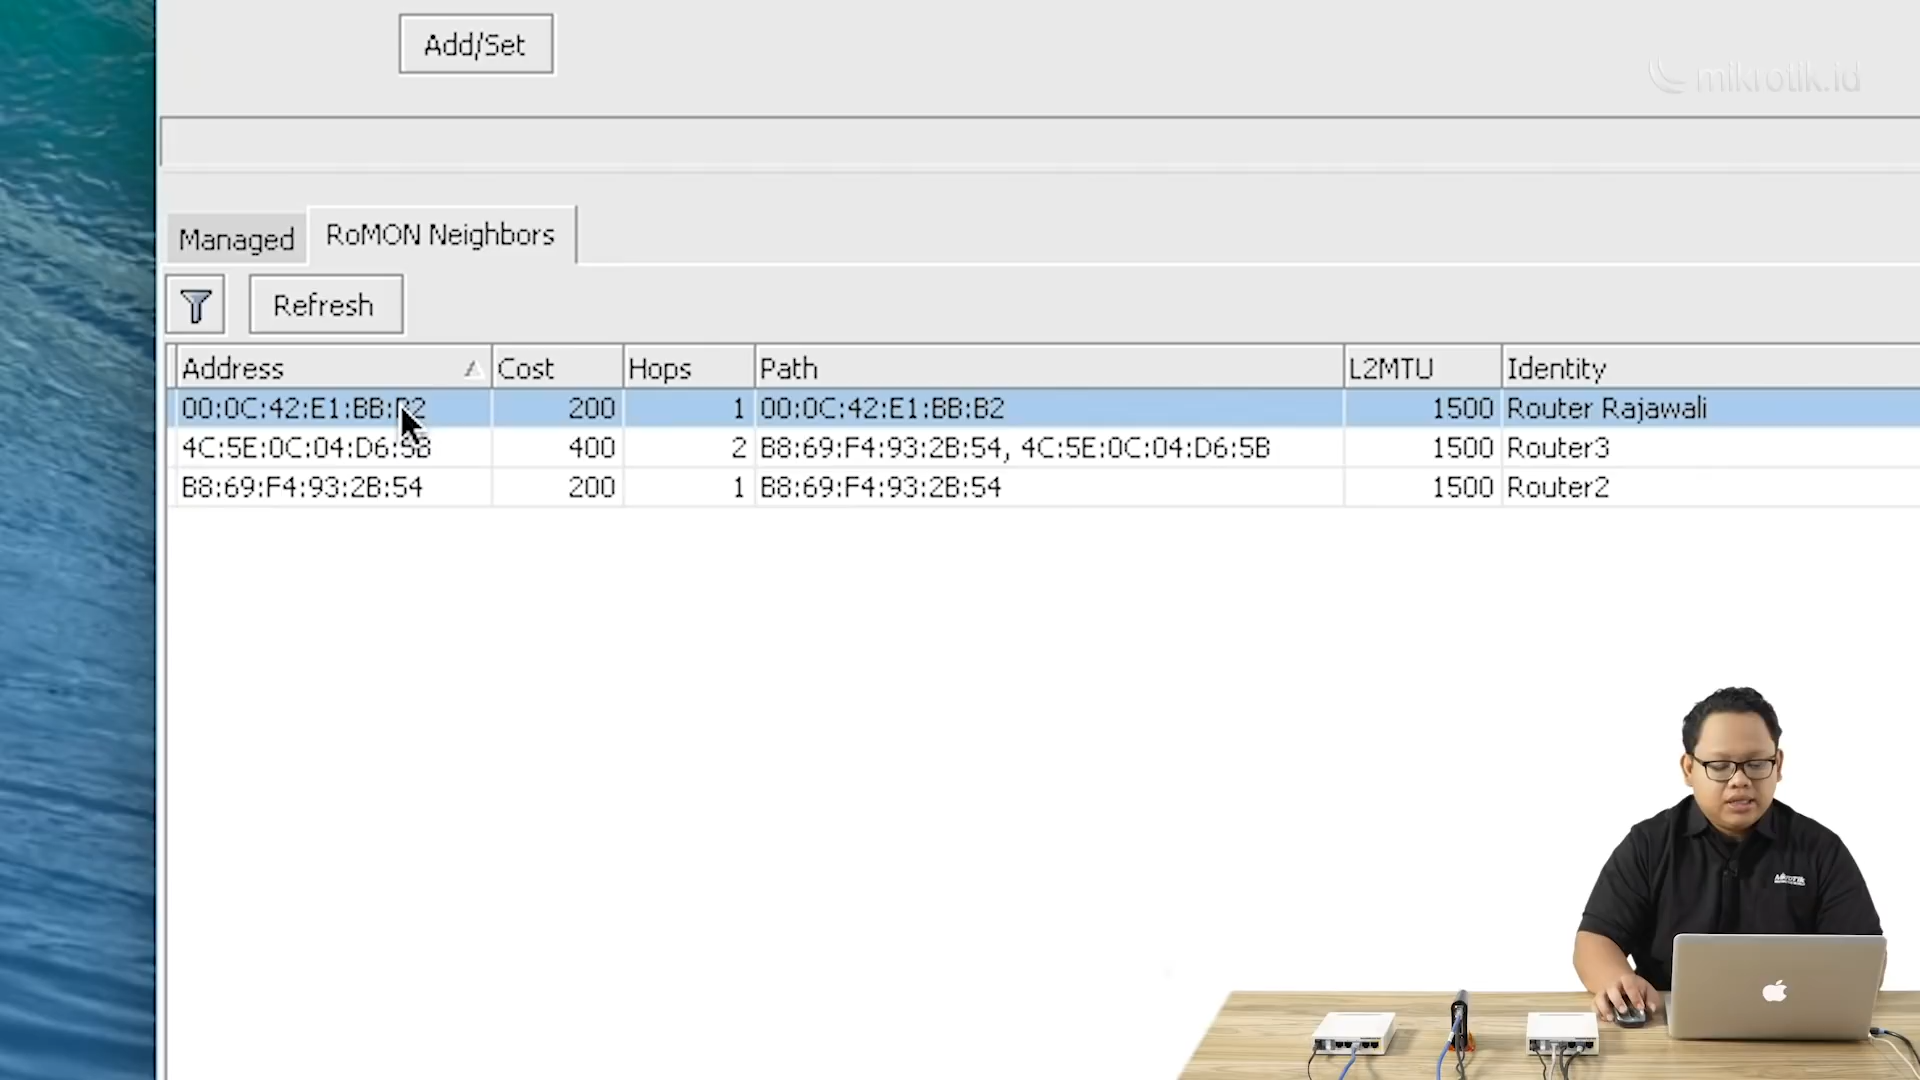 Add/Set
mikrotik.id
Managed
RoMON Neighbors
Refresh
Address Cost Hops Path L2MTU Identity
00:0C:42:E1:BB:B2 200 1 00:0C:42:E1:BB:B2 1500 Router Rajawali
4C:5E:0C:04:D6:5B 400 2 B8:69:F4:93:2B:54, 4C:5E:0C:04:D6:5B 1500 Router3
B8:69:F4:93:2B:54 200 1 B8:69:F4:93:2B:54 1500 Router2
MikroTik